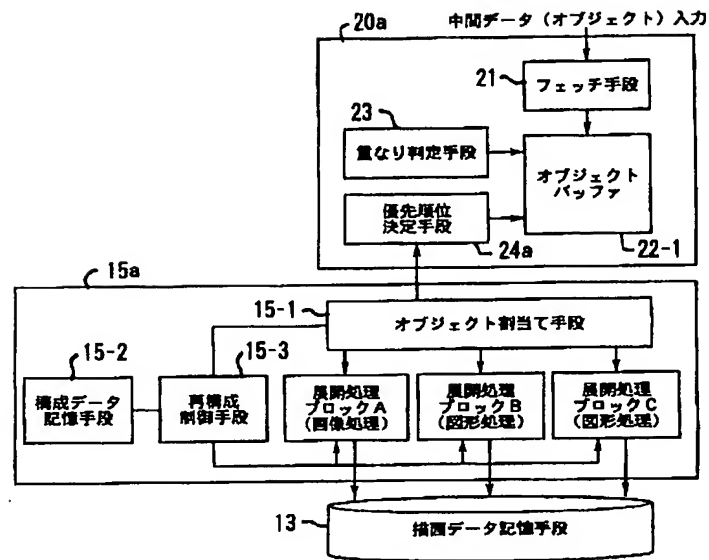 20a
中間データ（オブジェクト）入力
21
フェッチ手段
23
重なり判定手段
オブジェクト
バッファ
優先順位
決定手段
24a
22-1
15a
15-1
オブジェクト割当て手段
15-2
15-3
構成データ
記憶手段
再構成
制御手段
展開処理
ブロックA
(画像処理)
展開処理
ブロックB
(図形処理)
展開処理
ブロックC
(図形処理)
13
描画データ記憶手段